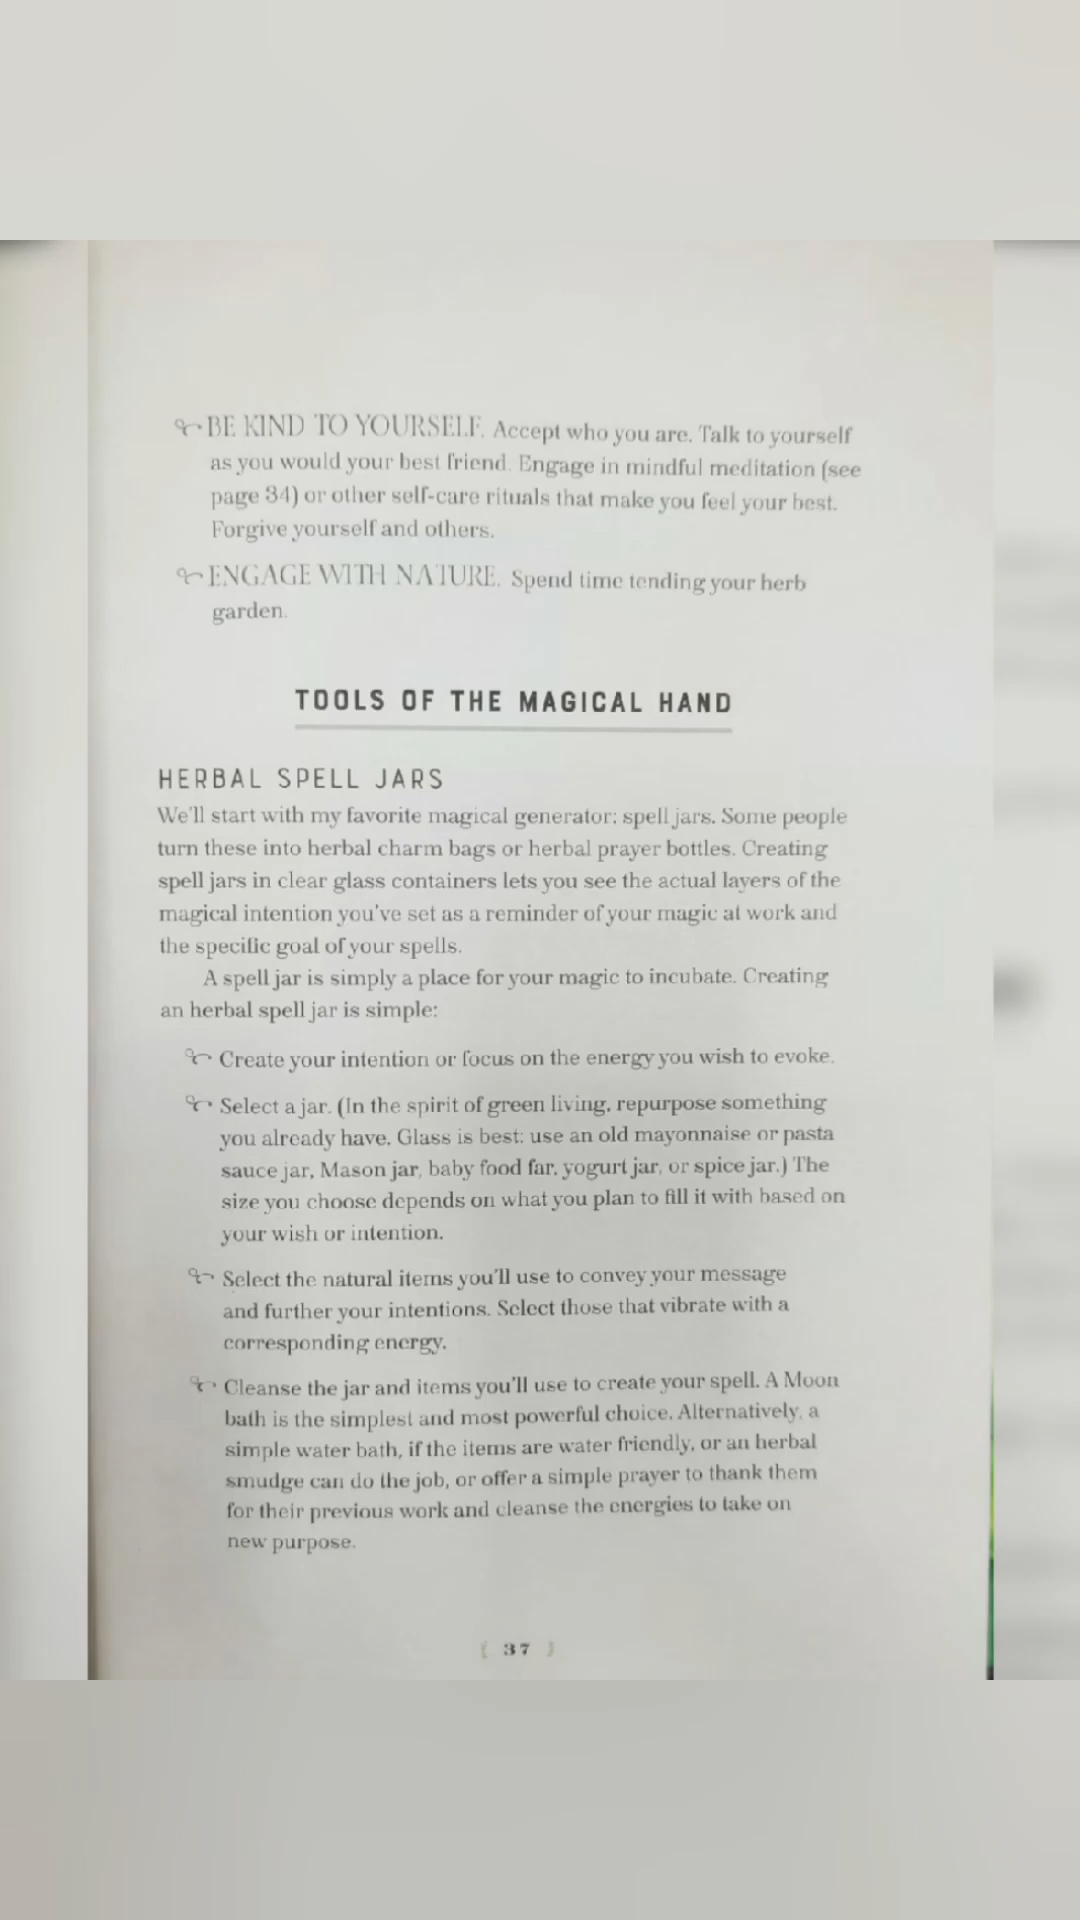 BE KIND TO YOURSELF. Accept who you are. Talk to yourself
as you would your best friend. Engage in mindful meditation (see
page 34) or other self-care rituals that make you feel your best.
Forgive yourself and others.
ENGAGE WITH NATURE. Spend time tending your herb
garden.
TOOLS OF THE MAGICAL HAND
HERBAL SPELL JARS
We'll start with my favorite magical generator: spell jars. Some people
turn these into herbal charm bags or herbal prayer bottles. Creating
spell jars in clear glass containers lets you see the actual layers of the
magical intention you've set as a reminder of your magic at work and
the specific goal of your spells.
A spell jar is simply a place for your magic to incubate. Creating
an herbal spell jar is simple:
Create your intention or focus on the energy you wish to evoke.
Select a jar. (In the spirit of green living, repurpose something
you already have. Glass is best: use an old mayonnaise or pasta
sauce jar, Mason jar, baby food far, yogurt jar, or spice jar.) The
size you choose depends on what you plan to fill it with based on
your wish or intention.
Select the natural items you'll use to convey your message
and further your intentions. Select those that vibrate with a
corresponding energy.
Cleanse the jar and items you'll use to create your spell. A Moon
bath is the simplest and most powerful choice. Alternatively, a
simple water bath, if the items are water friendly, or an herbal
smudge can do the job, or offer a simple prayer to thank them
for their previous work and cleanse the energies to take on
new purpose.
{ 37 }